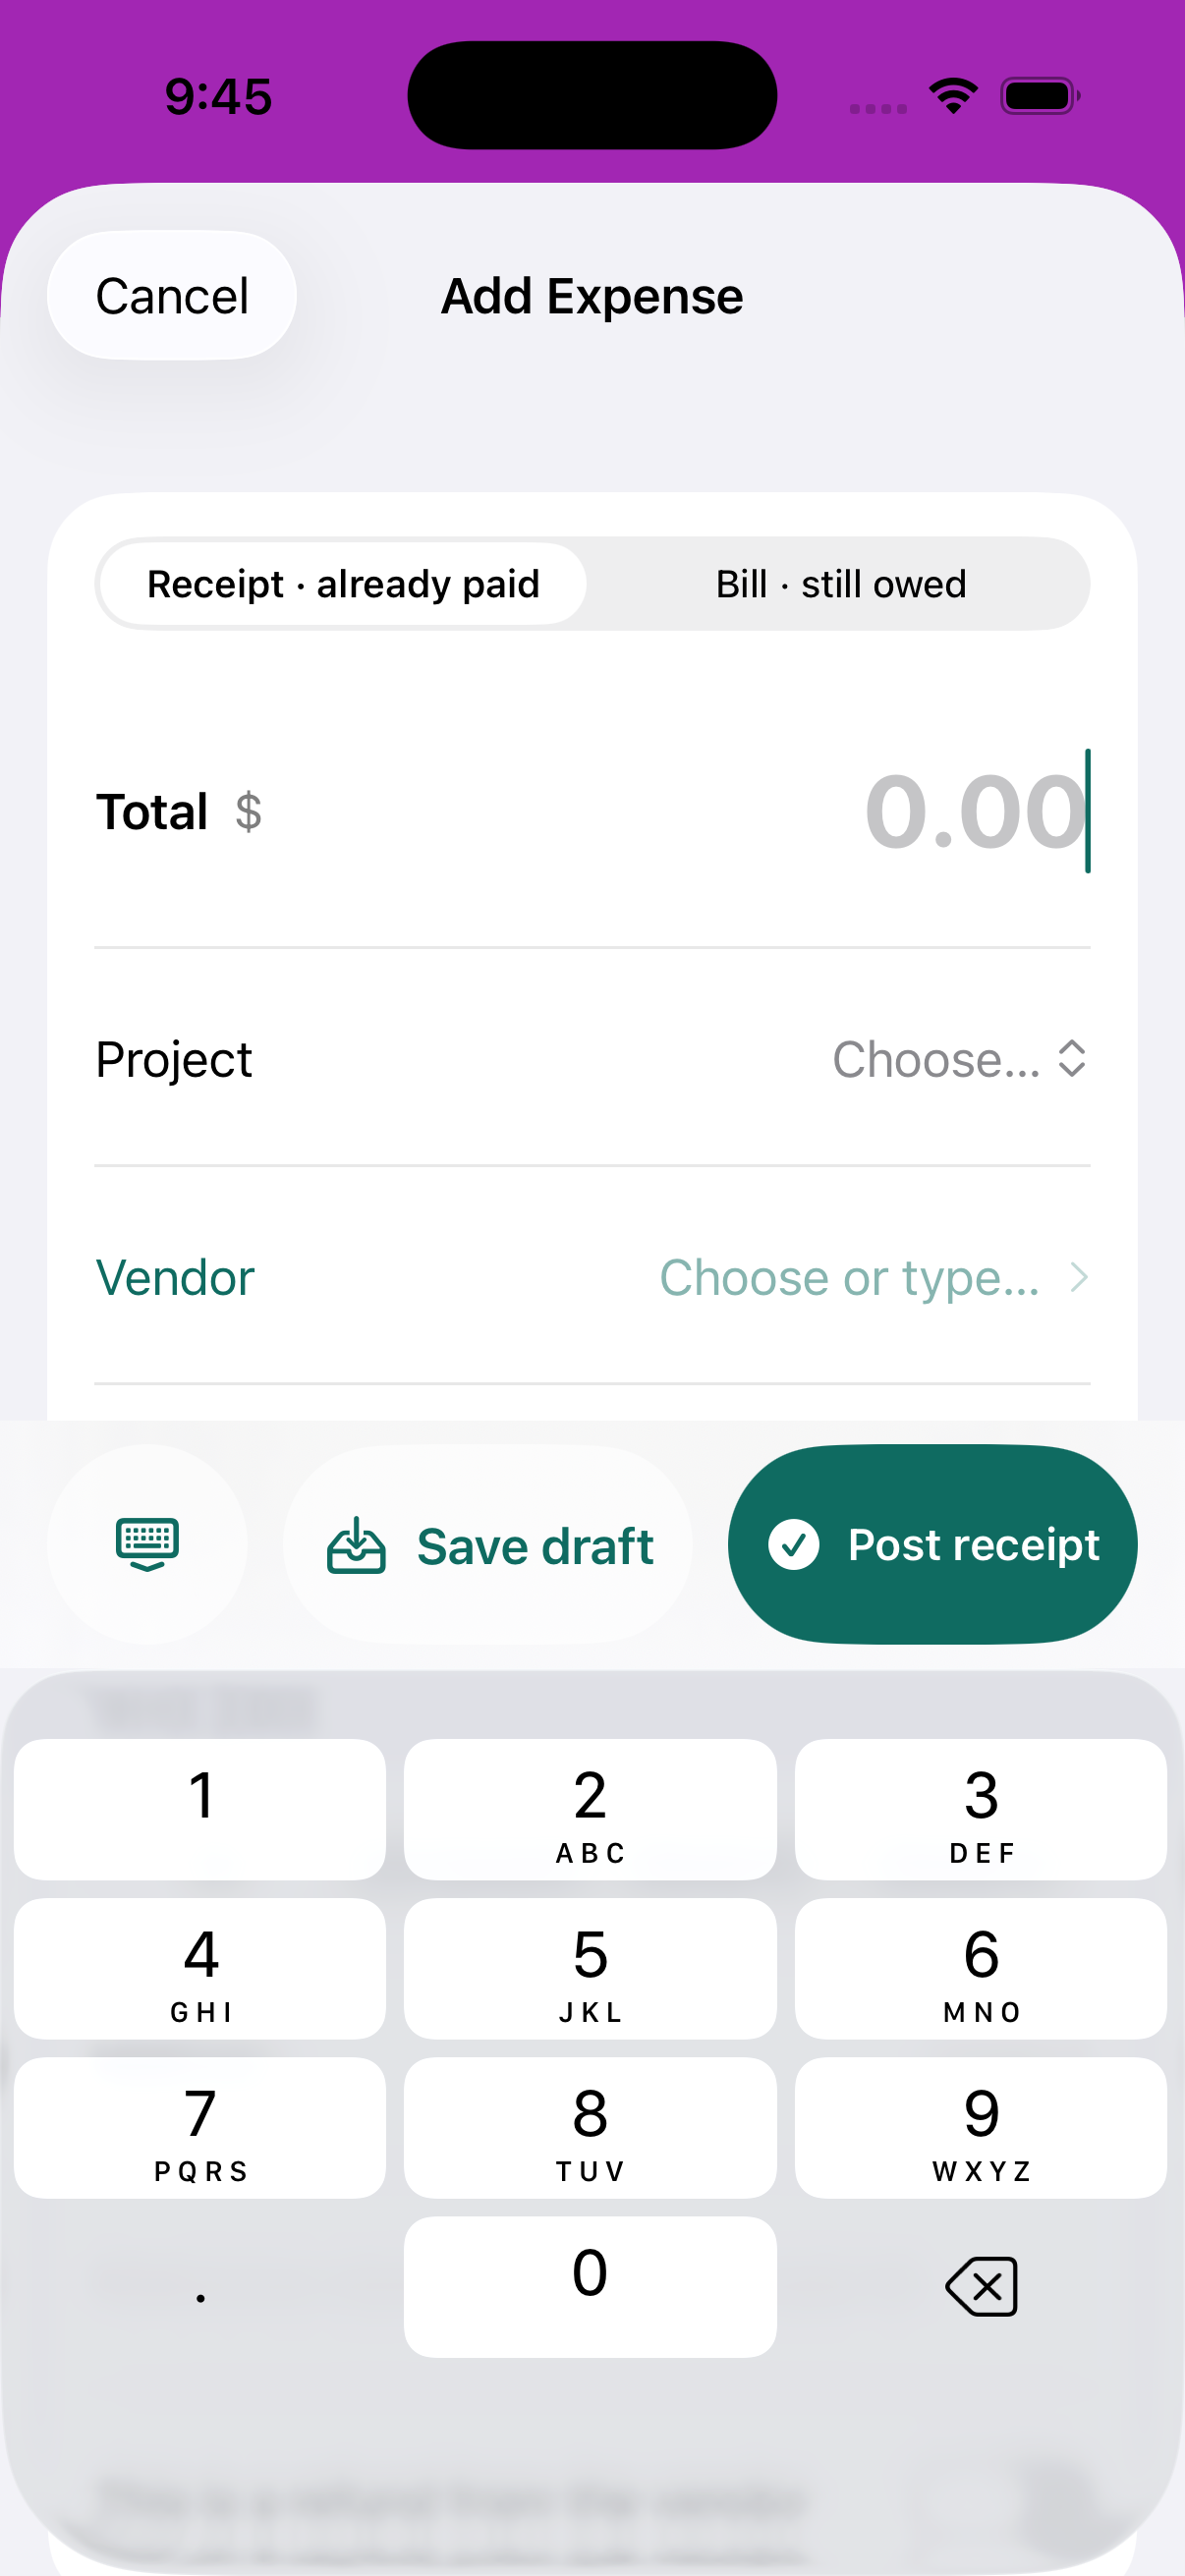 9:45
Cancel
Add Expense
Receipt · already paid
Bill · still owed
Total $
0.00
Project
Choose...
Vendor
Choose or type...
Save draft
Post receipt
1
2
ABC
3
DEF
4
GHI
5
JKL
6
MNO
7
PQRS
8
TUV
9
WXYZ
.
0